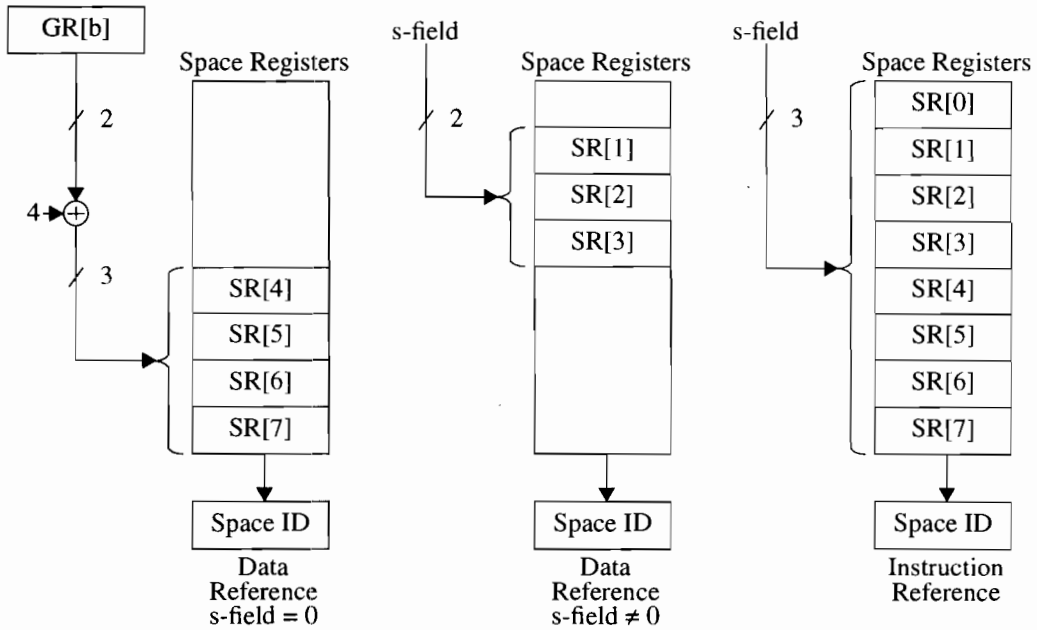 GR[b]
2
4
+
3
Space Registers
SR[4]
SR[5]
SR[6]
SR[7]
Space ID
Data
Reference
s-field = 0
s-field
2
Space Registers
SR[1]
SR[2]
SR[3]
Space ID
Data
Reference
s-field ≠ 0
s-field
3
Space Registers
SR[0]
SR[1]
SR[2]
SR[3]
SR[4]
SR[5]
SR[6]
SR[7]
Space ID
Instruction
Reference